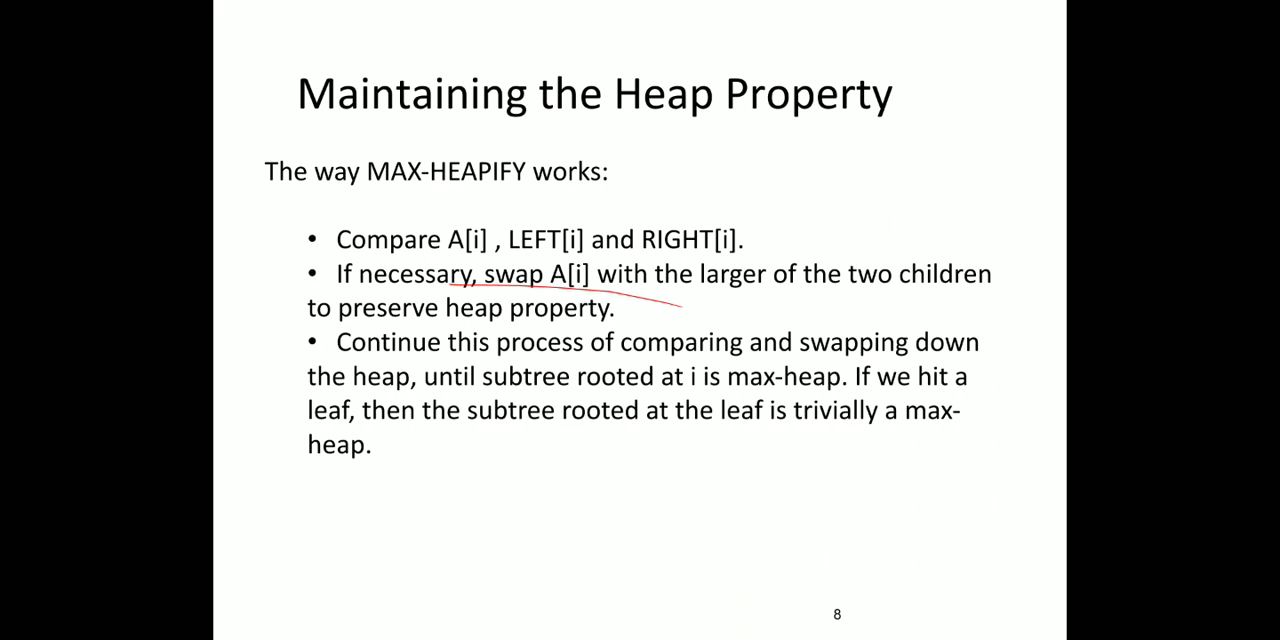 Maintaining the Heap Property
The way MAX-HEAPIFY works:
• Compare A[i] , LEFT[i] and RIGHT[i].
• If necessary, swap A[i] with the larger of the two children
to preserve heap property.
• Continue this process of comparing and swapping down
the heap, until subtree rooted at i is max-heap. If we hit a
leaf, then the subtree rooted at the leaf is trivially a max-
heap.
8